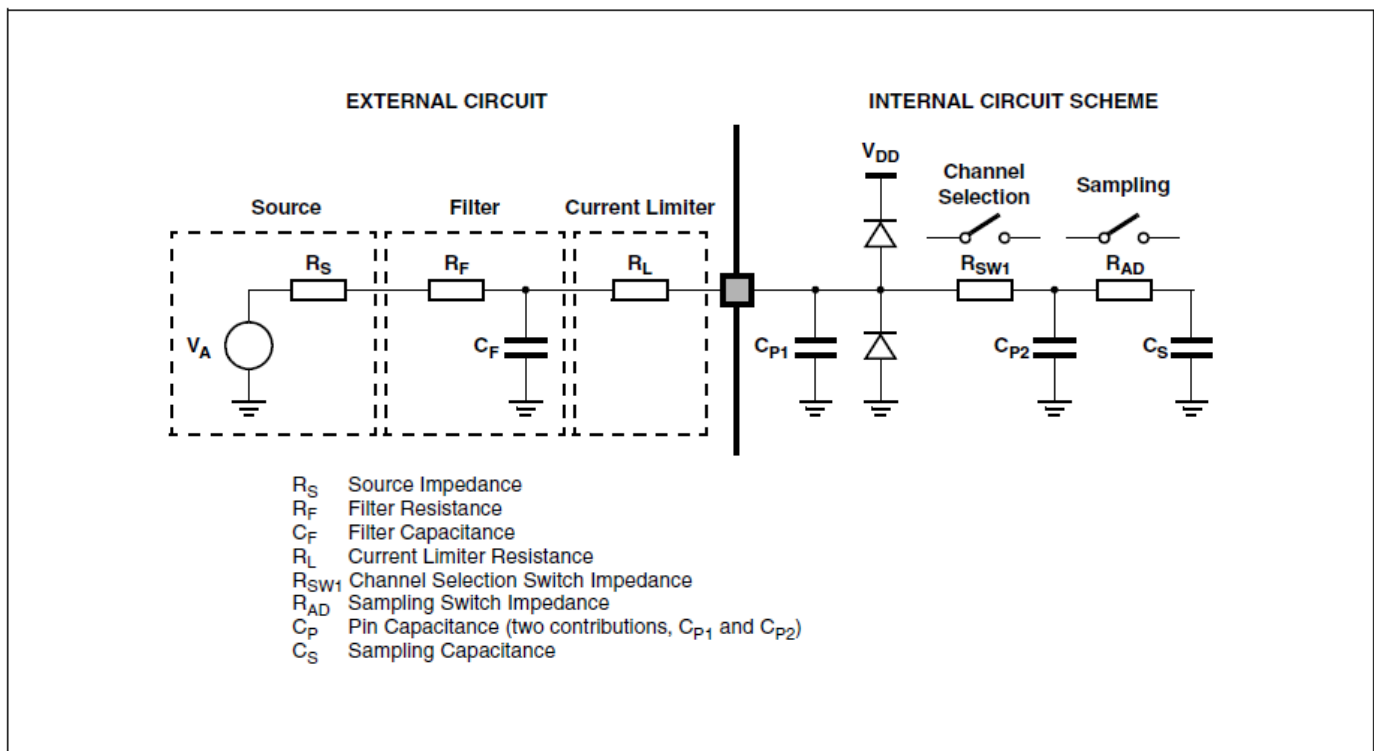 EXTERNAL CIRCUIT
INTERNAL CIRCUIT SCHEME
VDD
Channel
Selection
Sampling
Source
Filter
Current Limiter
RS
RF
RL
RSW1
RAD
VA
CF
CP1
CP2
CS
RS Source Impedance
RF Filter Resistance
CF Filter Capacitance
RL Current Limiter Resistance
RSW1 Channel Selection Switch Impedance
RAD Sampling Switch Impedance
CP Pin Capacitance (two contributions, CP1 and CP2)
CS Sampling Capacitance